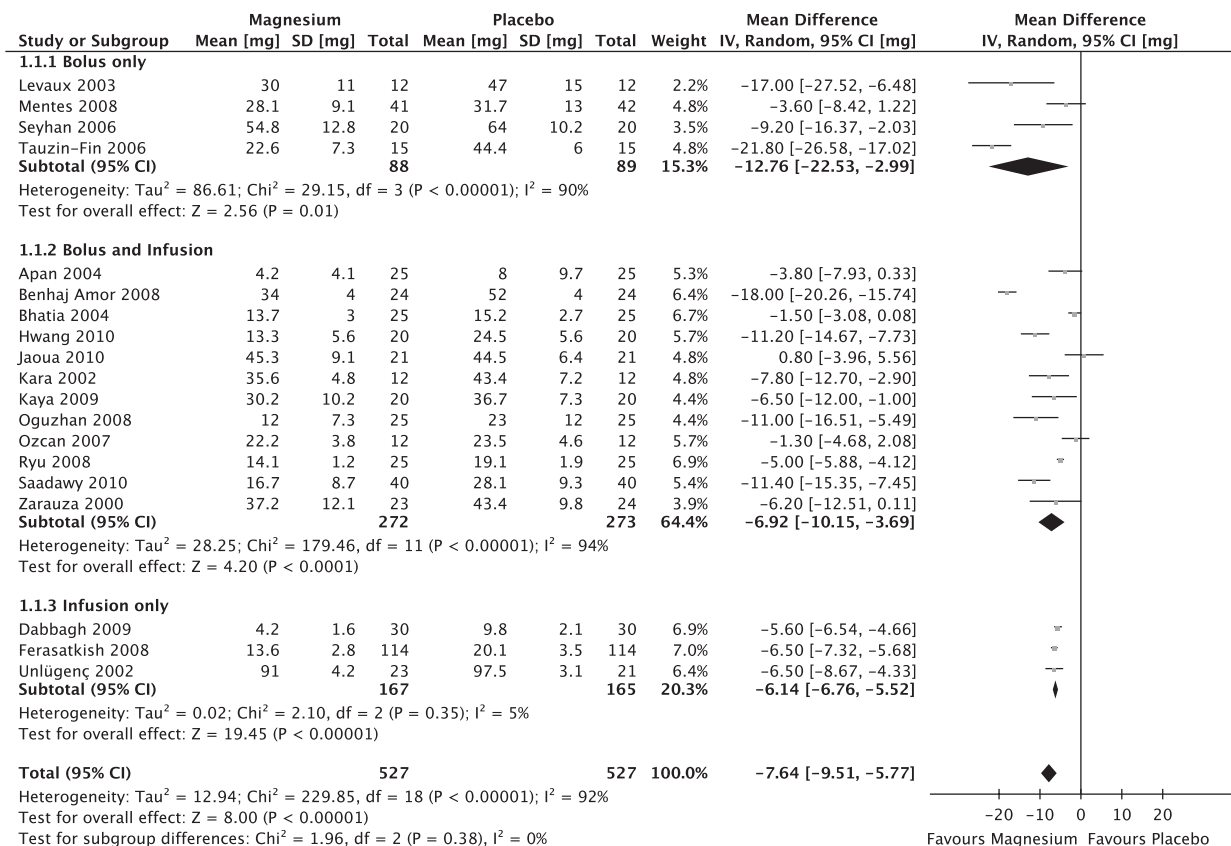 Magnesium Placebo Mean Difference Mean Difference
Study or Subgroup Mean [mg] SD [mg] Total Mean [mg] SD [mg] Total Weight IV, Random, 95% CI [mg] IV, Random, 95% CI [mg]
1.1.1 Bolus only
Levaux 2003 30 11 12 47 15 12 2.2% −17.00 [−27.52, −6.48]
Mentes 2008 28.1 9.1 41 31.7 13 42 4.8% −3.60 [−8.42, 1.22]
Seyhan 2006 54.8 12.8 20 64 10.2 20 3.5% −9.20 [−16.37, −2.03]
Tauzin-Fin 2006 22.6 7.3 15 44.4 6 15 4.8% −21.80 [−26.58, −17.02]
Subtotal (95% CI) 88 89 15.3% −12.76 [−22.53, −2.99]
Heterogeneity: Tau² = 86.61; Chi² = 29.15, df = 3 (P < 0.00001); I² = 90%
Test for overall effect: Z = 2.56 (P = 0.01)
1.1.2 Bolus and Infusion
Apan 2004 4.2 4.1 25 8 9.7 25 5.3% −3.80 [−7.93, 0.33]
Benhaj Amor 2008 34 4 24 52 4 24 6.4% −18.00 [−20.26, −15.74]
Bhatia 2004 13.7 3 25 15.2 2.7 25 6.7% −1.50 [−3.08, 0.08]
Hwang 2010 13.3 5.6 20 24.5 5.6 20 5.7% −11.20 [−14.67, −7.73]
Jaoua 2010 45.3 9.1 21 44.5 6.4 21 4.8% 0.80 [−3.96, 5.56]
Kara 2002 35.6 4.8 12 43.4 7.2 12 4.8% −7.80 [−12.70, −2.90]
Kaya 2009 30.2 10.2 20 36.7 7.3 20 4.4% −6.50 [−12.00, −1.00]
Oguzhan 2008 12 7.3 25 23 12 25 4.4% −11.00 [−16.51, −5.49]
Ozcan 2007 22.2 3.8 12 23.5 4.6 12 5.7% −1.30 [−4.68, 2.08]
Ryu 2008 14.1 1.2 25 19.1 1.9 25 6.9% −5.00 [−5.88, −4.12]
Saadawy 2010 16.7 8.7 40 28.1 9.3 40 5.4% −11.40 [−15.35, −7.45]
Zarauza 2000 37.2 12.1 23 43.4 9.8 24 3.9% −6.20 [−12.51, 0.11]
Subtotal (95% CI) 272 273 64.4% −6.92 [−10.15, −3.69]
Heterogeneity: Tau² = 28.25; Chi² = 179.46, df = 11 (P < 0.00001); I² = 94%
Test for overall effect: Z = 4.20 (P < 0.0001)
1.1.3 Infusion only
Dabbagh 2009 4.2 1.6 30 9.8 2.1 30 6.9% −5.60 [−6.54, −4.66]
Ferasatkish 2008 13.6 2.8 114 20.1 3.5 114 7.0% −6.50 [−7.32, −5.68]
Unlügenç 2002 91 4.2 23 97.5 3.1 21 6.4% −6.50 [−8.67, −4.33]
Subtotal (95% CI) 167 165 20.3% −6.14 [−6.76, −5.52]
Heterogeneity: Tau² = 0.02; Chi² = 2.10, df = 2 (P = 0.35); I² = 5%
Test for overall effect: Z = 19.45 (P < 0.00001)
Total (95% CI) 527 527 100.0% −7.64 [−9.51, −5.77]
Heterogeneity: Tau² = 12.94; Chi² = 229.85, df = 18 (P < 0.00001); I² = 92%
Test for overall effect: Z = 8.00 (P < 0.00001)
Test for subgroup differences: Chi² = 1.96, df = 2 (P = 0.38), I² = 0%
−20 −10 0 10 20
Favours Magnesium Favours Placebo